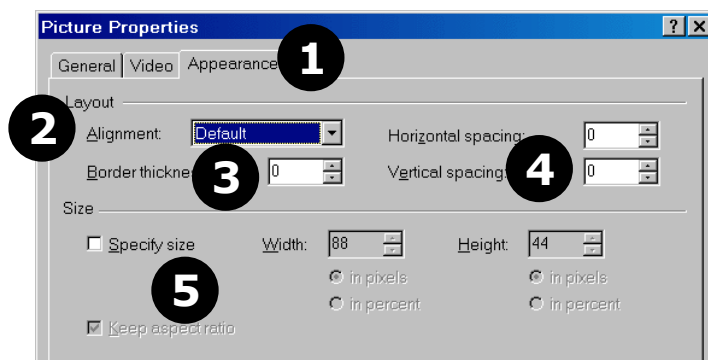 Picture Properties
General Video Appearance 1
Layout
2 Alignment: Default Horizontal spacing: 0
Border thickne 3 0 Vertical spacing: 4 0
Size
Specify size Width: 88 Height: 44
5 in pixels in pixels
in percent in percent
Keep aspect ratio